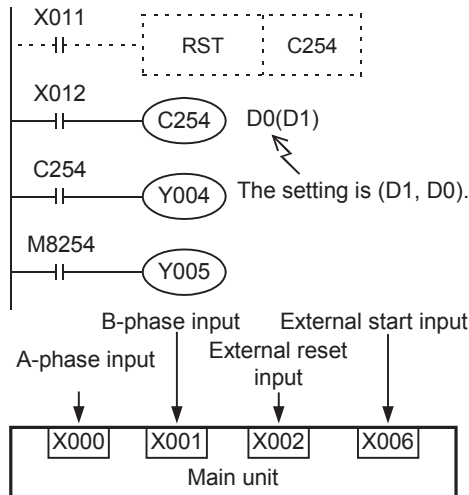 X011
RST C254
X012
C254 D0(D1)
C254
Y004 The setting is (D1, D0).
M8254
Y005
B-phase input External start input
A-phase input External reset
input
X000 X001 X002 X006
Main unit